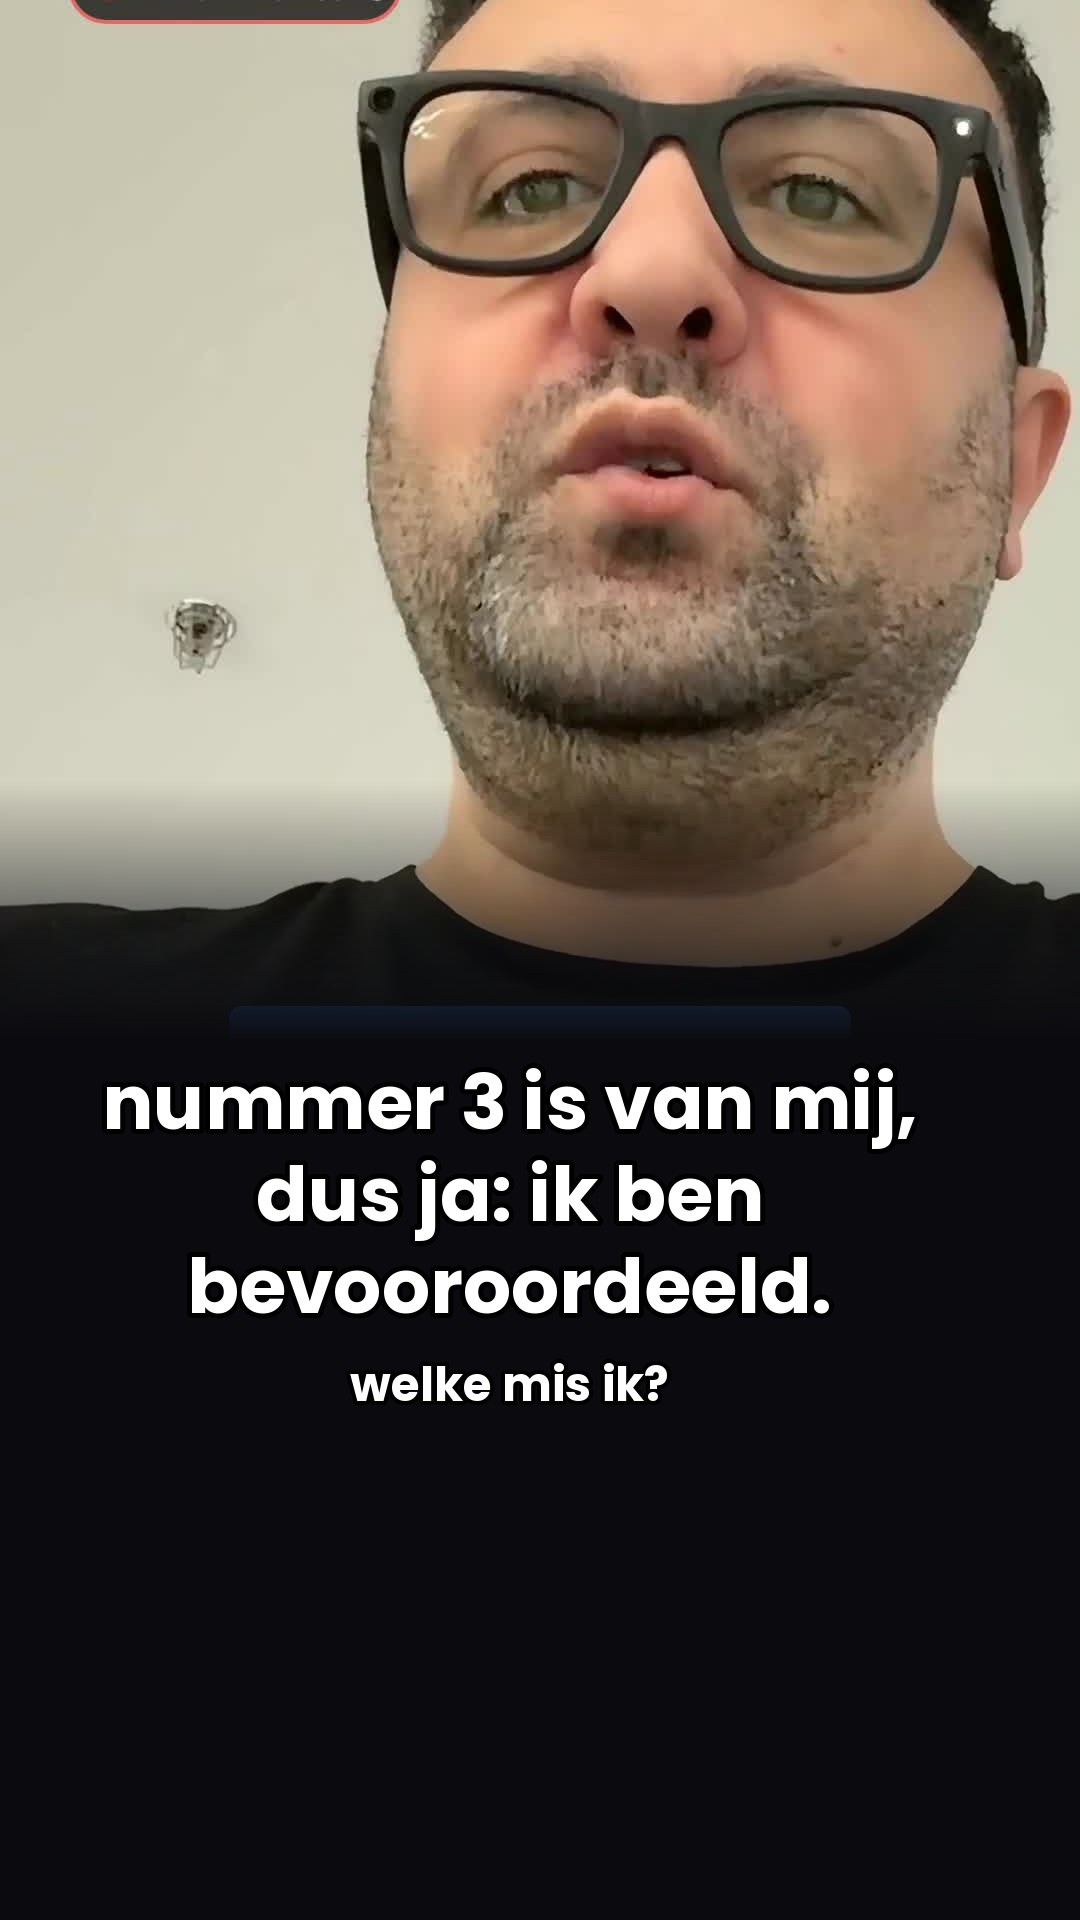 nummer 3 is van mij,
dus ja: ik ben
bevooroordeeld.
welke mis ik?